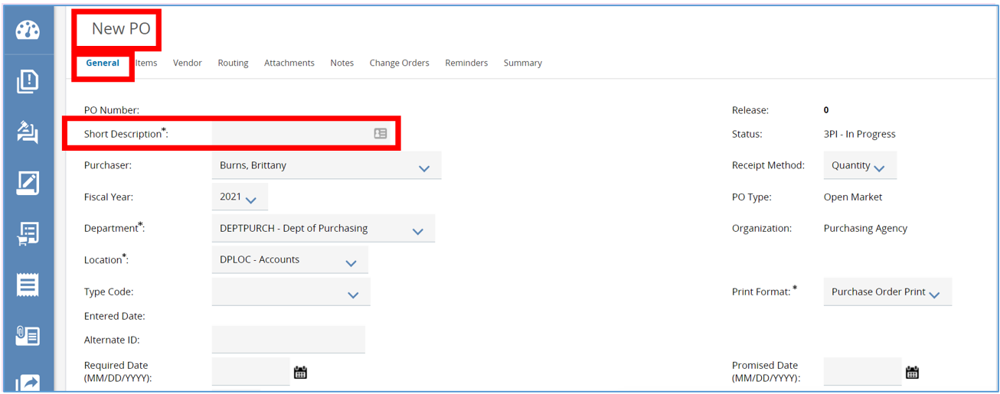 New PO
General Items Vendor Routing Attachments Notes Change Orders Reminders Summary
PO Number: Release: 0
Short Description*: Status: 3PI - In Progress
Purchaser: Burns, Brittany Receipt Method: Quantity
Fiscal Year: 2021 PO Type: Open Market
Department*: DEPTPURCH - Dept of Purchasing Organization: Purchasing Agency
Location*: DPLOC - Accounts
Type Code: Print Format: * Purchase Order Print
Entered Date:
Alternate ID:
Required Date Promised Date
(MM/DD/YYYY): (MM/DD/YYYY):